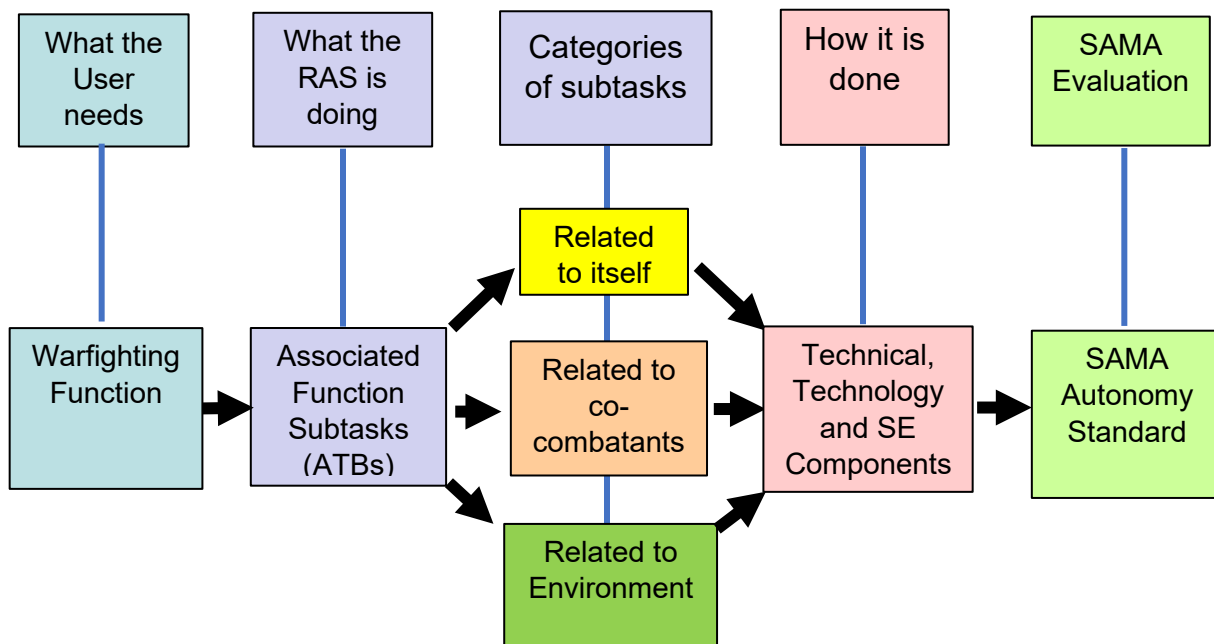 What the
User
needs
What the
RAS is
doing
Categories
of subtasks
How it is
done
SAMA
Evaluation
Related
to itself
Warfighting
Function
Associated
Function
Subtasks
(ATBs)
Related to
co-
combatants
Technical,
Technology
and SE
Components
SAMA
Autonomy
Standard
Related to
Environment